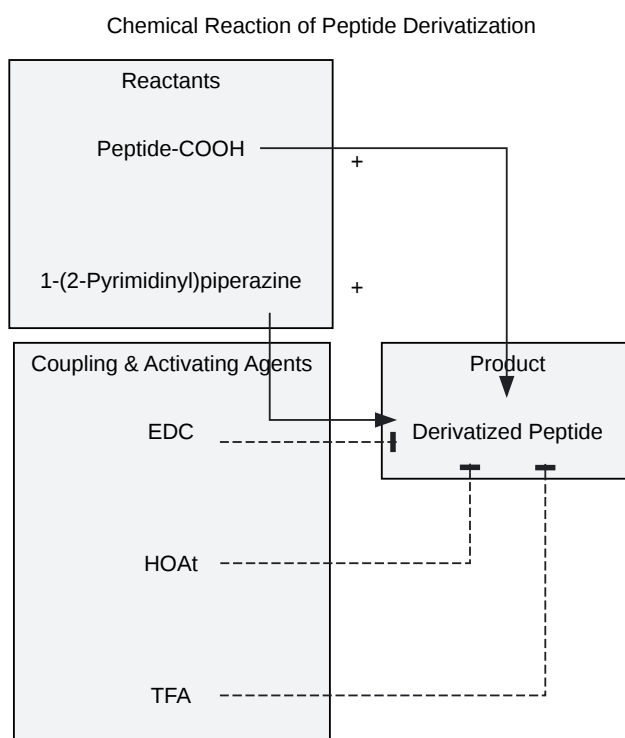 Chemical Reaction of Peptide Derivatization
Reactants
Peptide-COOH
+
1-(2-Pyrimidinyl)piperazine
+
Coupling & Activating Agents
Product
EDC
Derivatized Peptide
HOAt
TFA